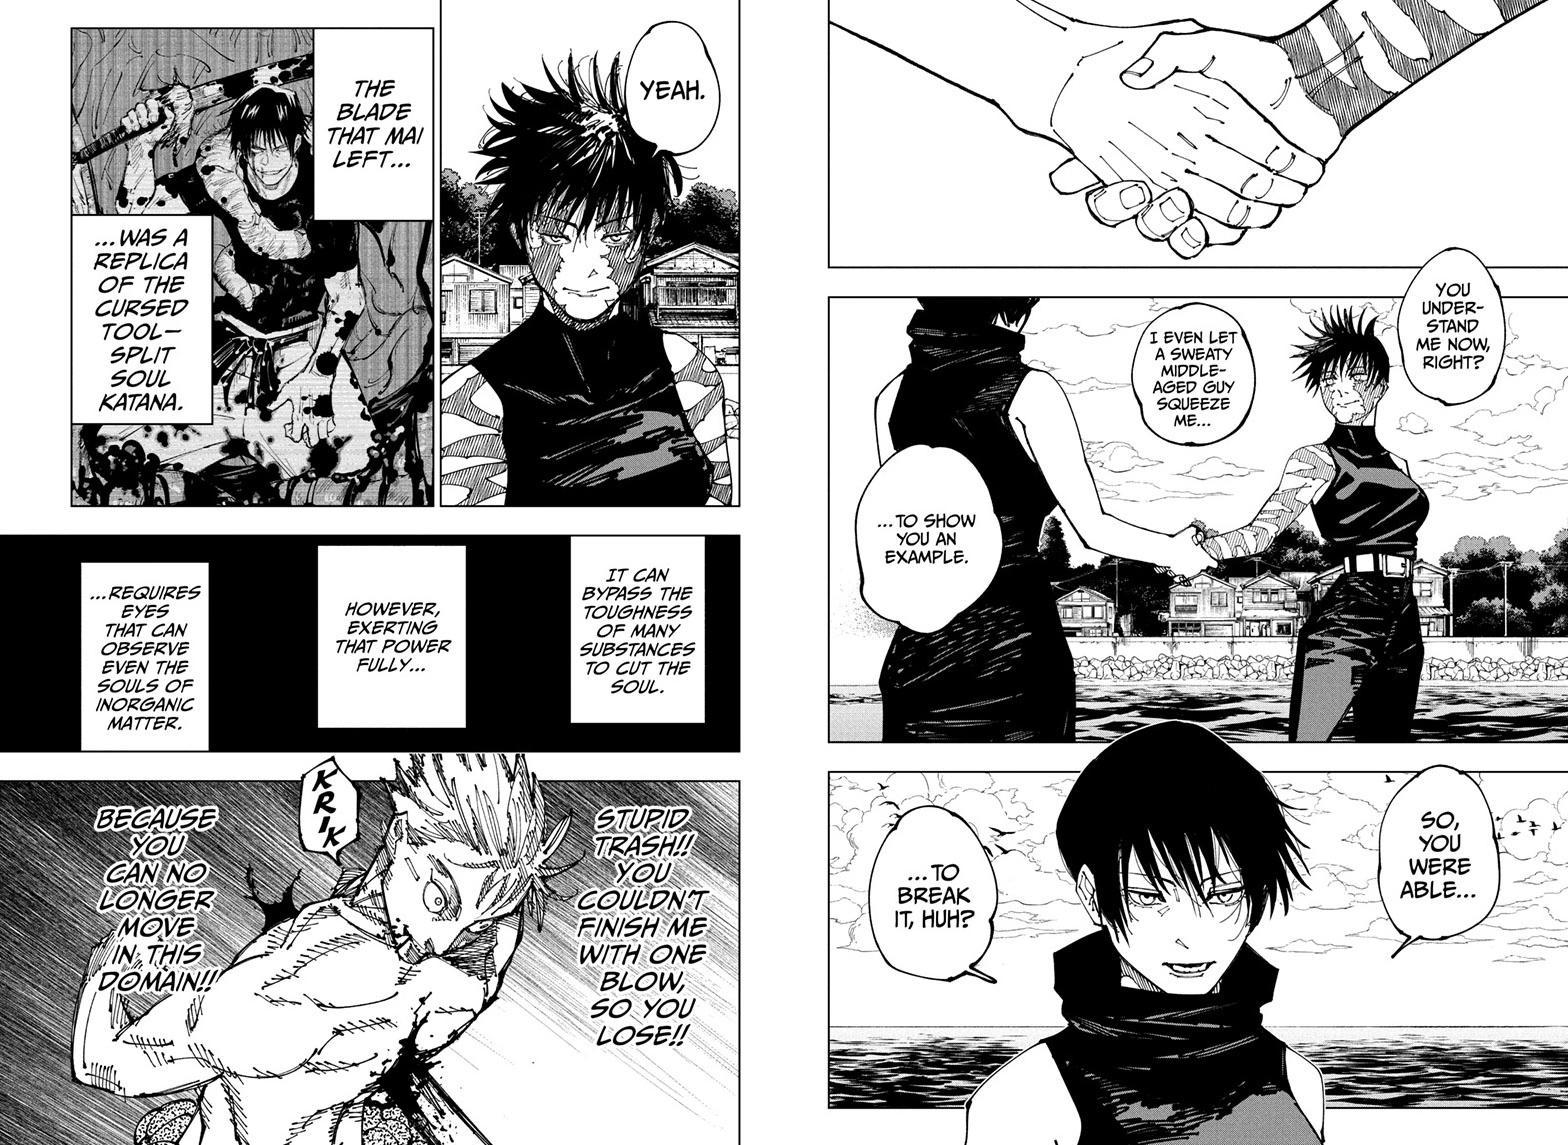 YOU
UNDER-
STAND
ME NOW,
RIGHT?
I EVEN LET
A SWEATY
MIDDLE-
AGED GUY
SQUEEZE
ME...
...TO SHOW
YOU AN
EXAMPLE.
SO,
YOU
WERE
ABLE...
...TO
BREAK
IT, HUH?
YEAH.
THE
BLADE
THAT MAI
LEFT...
...WAS A
REPLICA
OF THE
CURSED
TOOL—
SPLIT
SOUL
KATANA.
IT CAN
BYPASS THE
TOUGHNESS
OF MANY
SUBSTANCES
TO CUT THE
SOUL.
HOWEVER,
EXERTING
THAT POWER
FULLY...
...REQUIRES
EYES
THAT CAN
OBSERVE
EVEN THE
SOULS OF
INORGANIC
MATTER.
STUPID
TRASH!!
YOU
COULDN'T
FINISH ME
WITH ONE
BLOW,
SO YOU
LOSE!!
KRIK
BECAUSE
YOU
CAN NO
LONGER
MOVE
IN THIS
DOMAIN!!